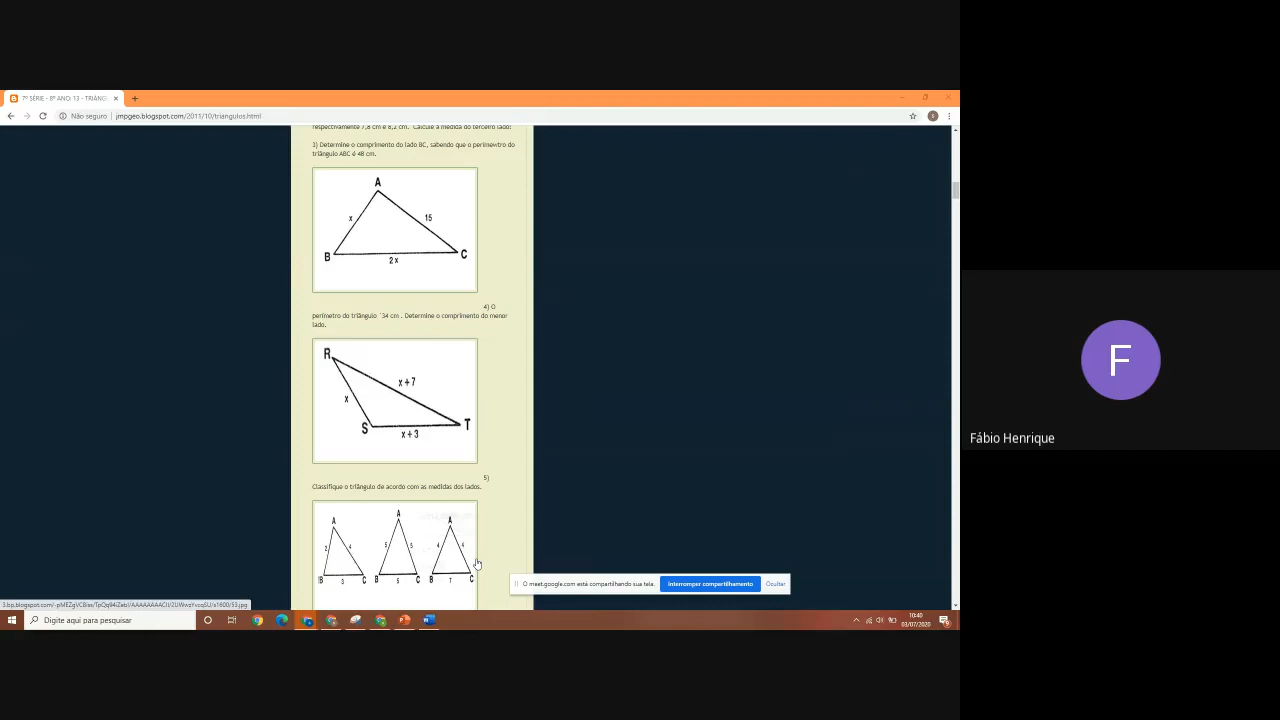 7ª SÉRIE - 8º ANO: 13 - TRIÂNG
Não seguro
jmpgeo.blogspot.com/2011/10/triangulos.html
respectivamente 7,8 cm e 8,2 cm. Calcule a medida do terceiro lado:
3) Determine o comprimento do lado BC, sabendo que o perimewtro do
triângulo ABC é 48 cm.
A
x
15
B
2x
C
4) O
perímetro do triângulo ´34 cm . Determine o comprimento do menor
lado.
R
x+7
x
S
T
x+3
5)
Classifique o triângulo de acordo com as medidas dos lados.
A A A
2 4 5 5 4 4
B 3 C B 5 C B 7 C
O meet.google.com está compartilhando sua tela.
Interromper compartilhamento
Ocultar
Digite aqui para pesquisar
10:40
03/07/2020
F
Fábio Henrique